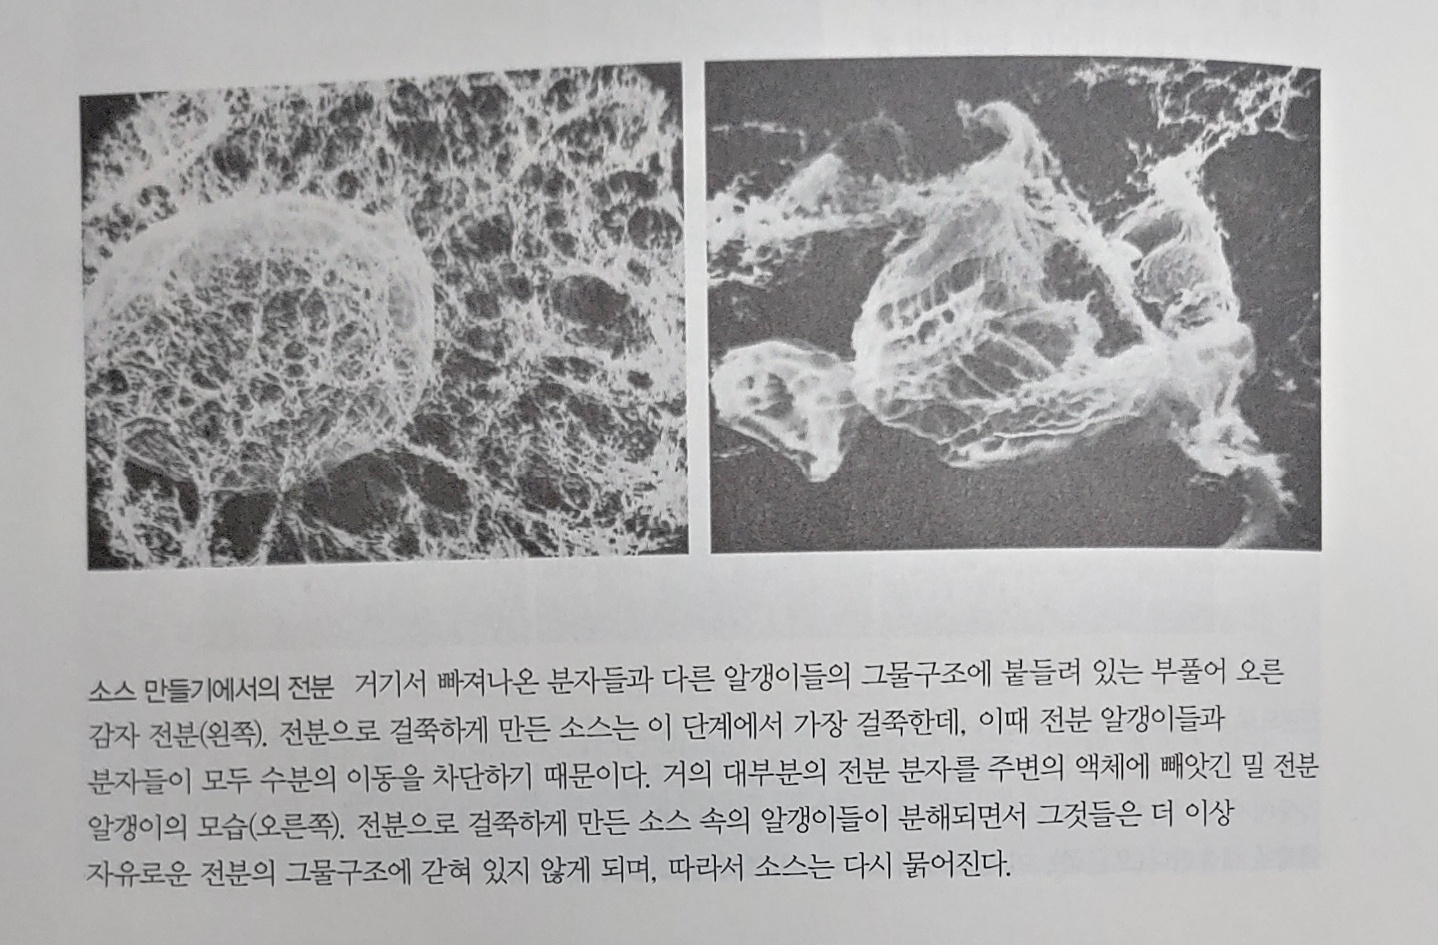 소스 만들기에서의 전분 거기서 빠져나온 분자들과 다른 알갱이들의 그물구조에 붙들려 있는 부풀어 오른
감자 전분(왼쪽). 전분으로 걸쭉하게 만든 소스는 이 단계에서 가장 걸쭉한데, 이때 전분 알갱이들과
분자들이 모두 수분의 이동을 차단하기 때문이다. 거의 대부분의 전분 분자를 주변의 액체에 빼앗긴 밀 전분
알갱이의 모습(오른쪽). 전분으로 걸쭉하게 만든 소스 속의 알갱이들이 분해되면서 그것들은 더 이상
자유로운 전분의 그물구조에 갇혀 있지 않게 되며, 따라서 소스는 다시 묽어진다.